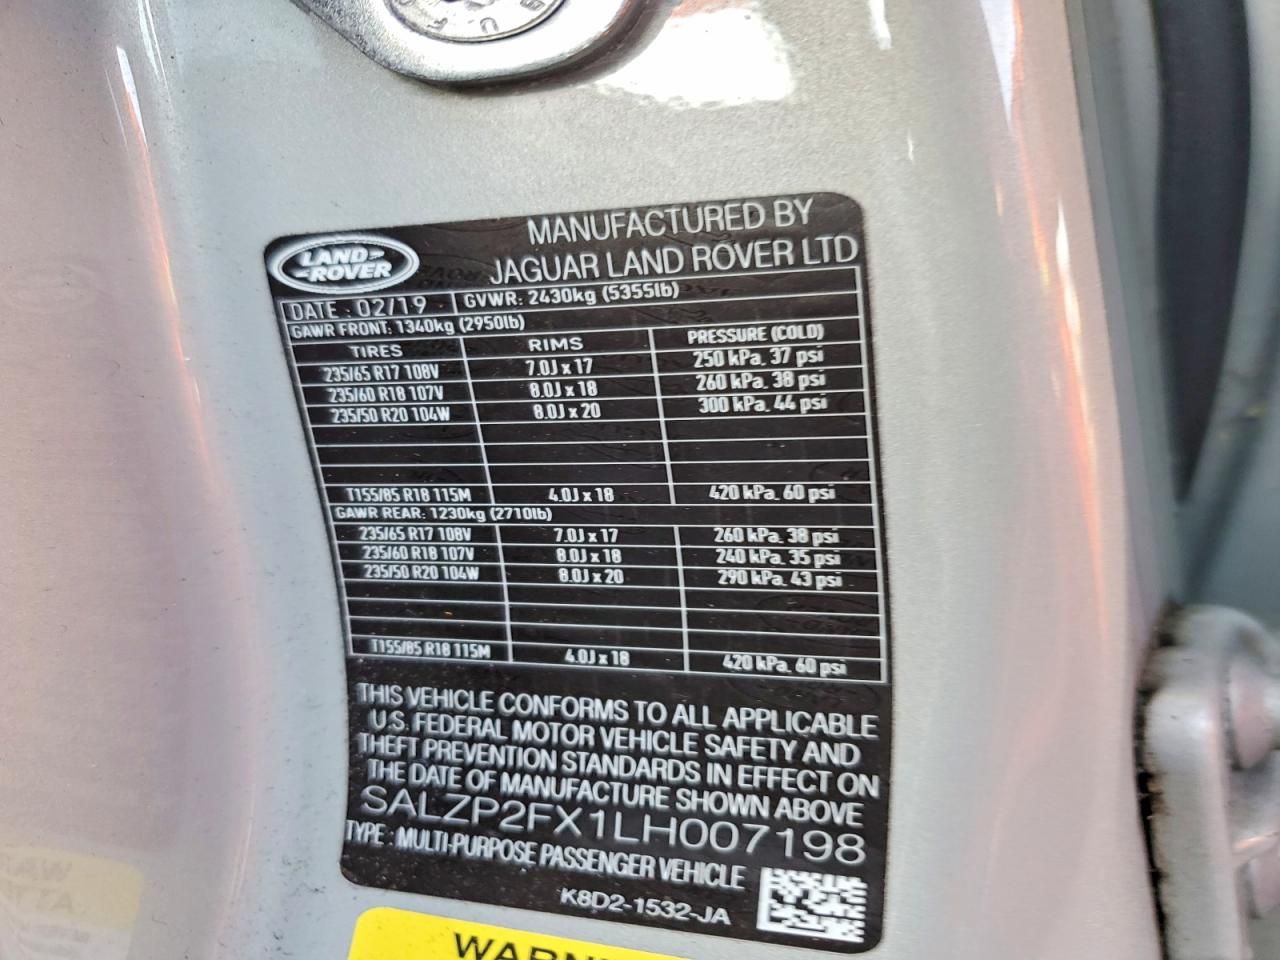 LAND ROVER
MANUFACTURED BY
JAGUAR LAND ROVER LTD
DATE : 02/19 GVWR: 2430kg (5355lb)
GAWR FRONT: 1340kg (2950lb)
TIRES RIMS PRESSURE (COLD)
235/65 R17 108V 7.0J x 17 250 kPa, 37 psi
235/60 R18 107V 8.0J x 18 260 kPa, 38 psi
235/50 R20 104W 8.0J x 20 300 kPa, 44 psi
T155/85 R18 115M 4.0J x 18 420 kPa, 60 psi
GAWR REAR: 1230kg (2710lb)
235/65 R17 108V 7.0J x 17 260 kPa, 38 psi
235/60 R18 107V 8.0J x 18 240 kPa, 35 psi
235/50 R20 104W 8.0J x 20 290 kPa, 43 psi
T155/85 R18 115M 4.0J x 18 420 kPa, 60 psi
THIS VEHICLE CONFORMS TO ALL APPLICABLE
U.S. FEDERAL MOTOR VEHICLE SAFETY AND
THEFT PREVENTION STANDARDS IN EFFECT ON
THE DATE OF MANUFACTURE SHOWN ABOVE
SALZP2FX1LH007198
TYPE : MULTI-PURPOSE PASSENGER VEHICLE
K8D2-1532-JA